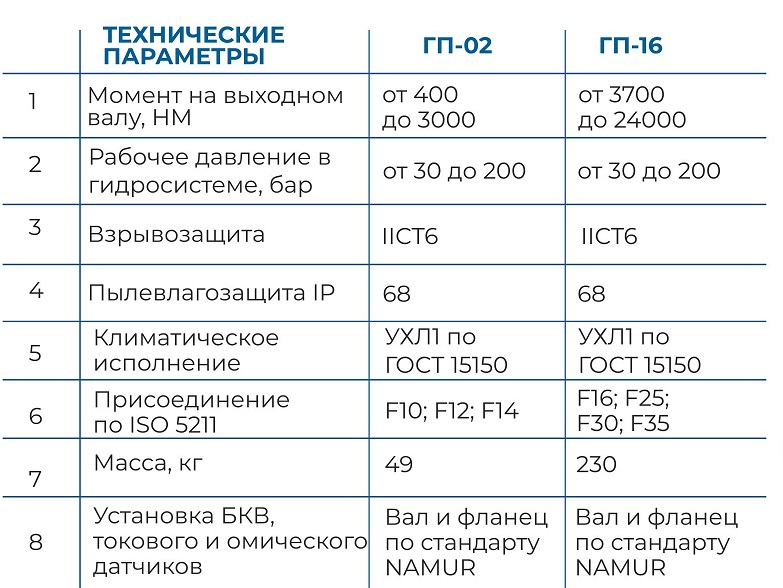 ТЕХНИЧЕСКИЕ
ПАРАМЕТРЫ
ГП-02
ГП-16
1
Момент на выходном
валу, НМ
от 400
до 3000
от 3700
до 24000
2
Рабочее давление в
гидросистеме, бар
от 30 до 200
от 30 до 200
3
Взрывозащита
IICT6
IICT6
4
Пылевлагозащита IP
68
68
5
Климатическое
исполнение
УХЛ1 по
ГОСТ 15150
УХЛ1 по
ГОСТ 15150
6
Присоединение
по ISO 5211
F10; F12; F14
F16; F25;
F30; F35
7
Масса, кг
49
230
8
Установка БКВ,
токового и омического
датчиков
Вал и фланец
по стандарту
NAMUR
Вал и фланец
по стандарту
NAMUR